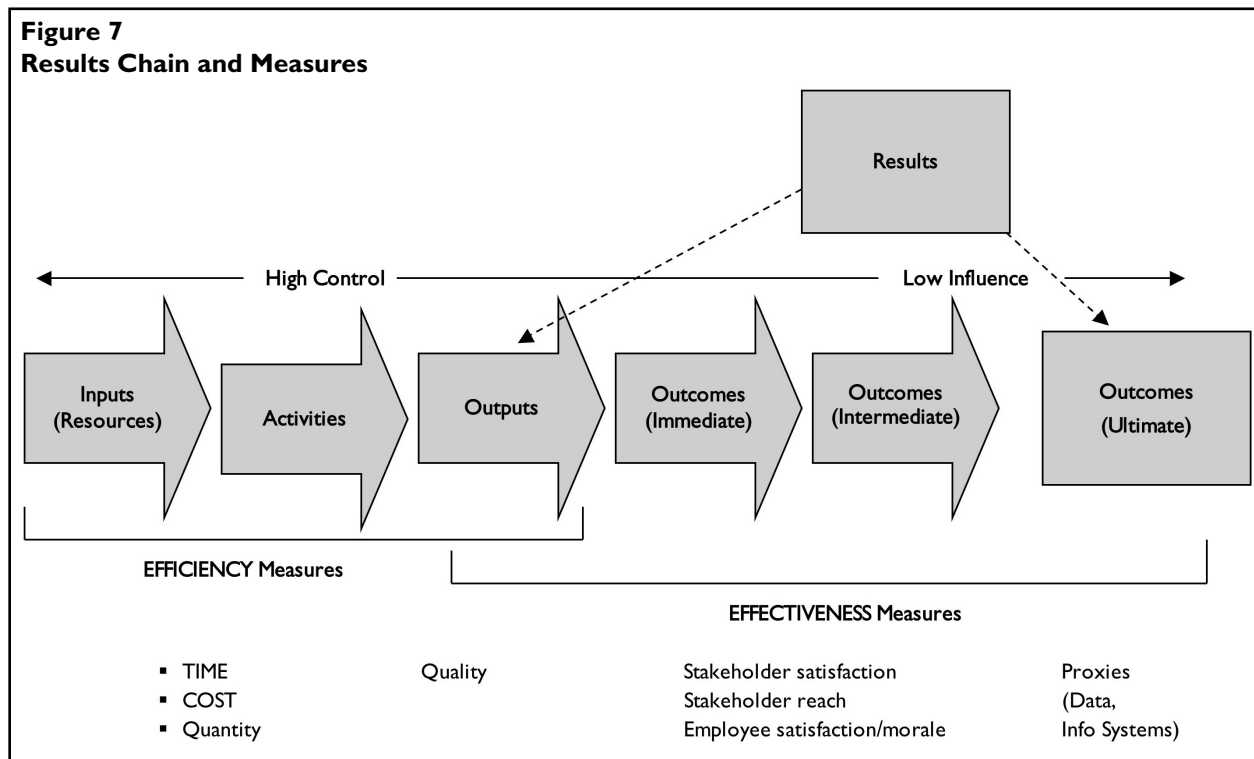 Figure 7
Results Chain and Measures
Results
High Control
Low Influence
Inputs
(Resources)
Activities
Outputs
Outcomes
(Immediate)
Outcomes
(Intermediate)
Outcomes
(Ultimate)
EFFICIENCY Measures
EFFECTIVENESS Measures
▪ TIME
▪ COST
▪ Quantity
Quality
Stakeholder satisfaction
Stakeholder reach
Employee satisfaction/morale
Proxies
(Data,
Info Systems)